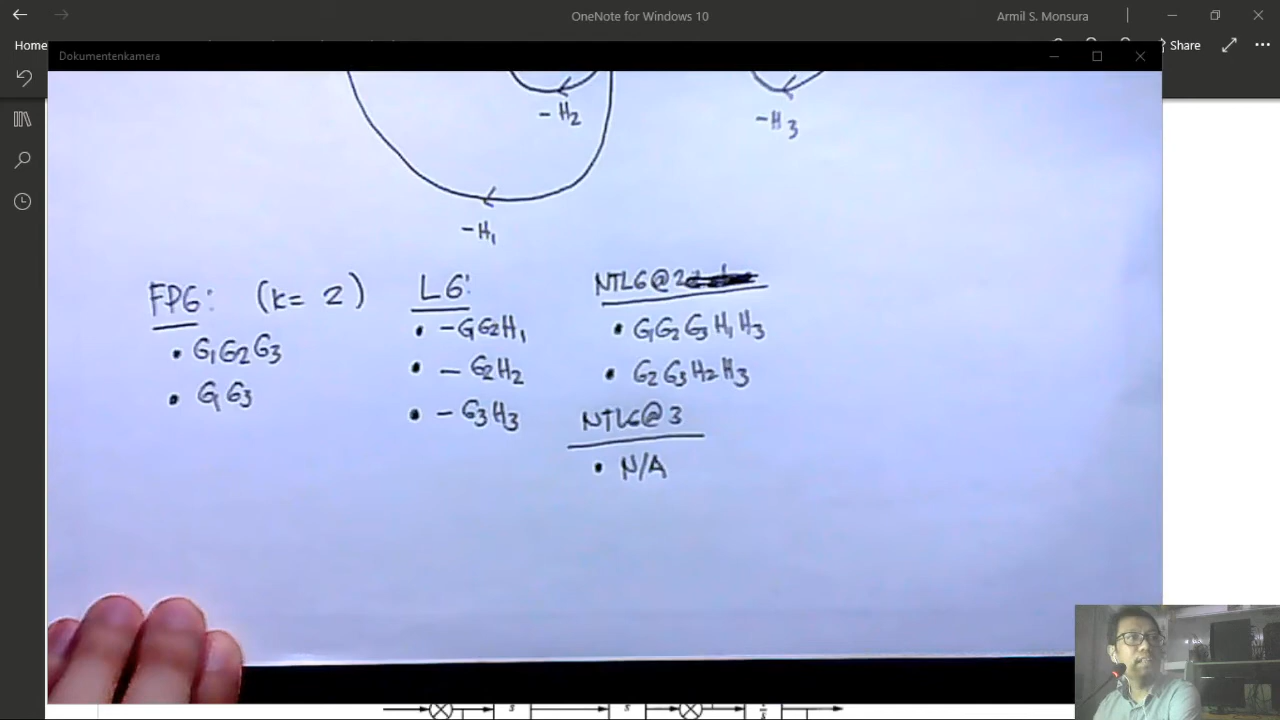 OneNote for Windows 10
Armil S. Monsura
Home
Share
Dokumentenkamera
-H2
-H3
-H1
FPG: (k= 2)
• G1G2G3
• G1G3
LG:
• -G1G2H1
• - G2H2
• - G3H3
NTLG@2
• G1G2G3H1H3
• G2G3H2H3
NTLG@3
• N/A
s
s
1
s